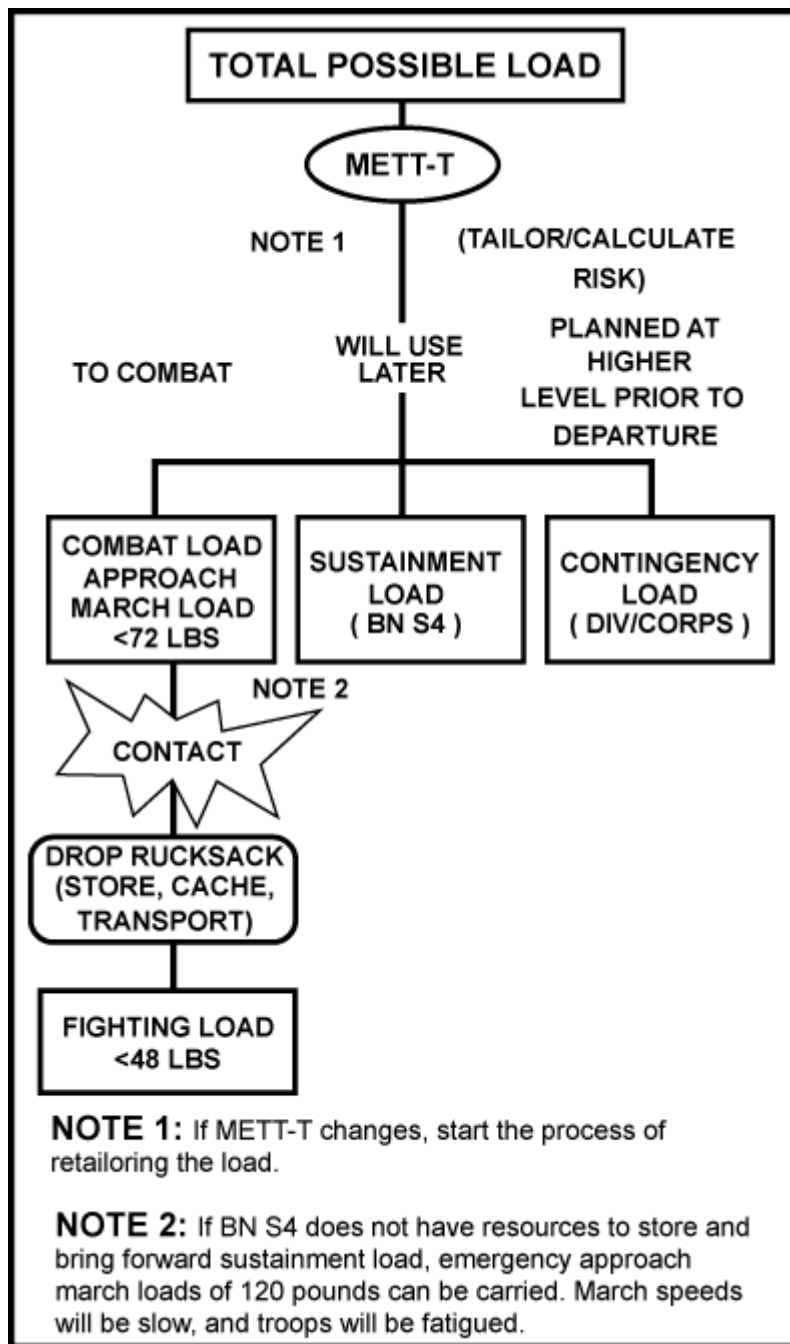 TOTAL POSSIBLE LOAD
METT-T
NOTE 1
(TAILOR/CALCULATE
RISK)
TO COMBAT
WILL USE
LATER
PLANNED AT
HIGHER
LEVEL PRIOR TO
DEPARTURE
COMBAT LOAD
APPROACH
MARCH LOAD
<72 LBS
SUSTAINMENT
LOAD
( BN S4 )
CONTINGENCY
LOAD
( DIV/CORPS )
NOTE 2
CONTACT
DROP RUCKSACK
(STORE, CACHE,
TRANSPORT)
FIGHTING LOAD
<48 LBS
NOTE 1: If METT-T changes, start the process of
retailoring the load.
NOTE 2: If BN S4 does not have resources to store and
bring forward sustainment load, emergency approach
march loads of 120 pounds can be carried. March speeds
will be slow, and troops will be fatigued.